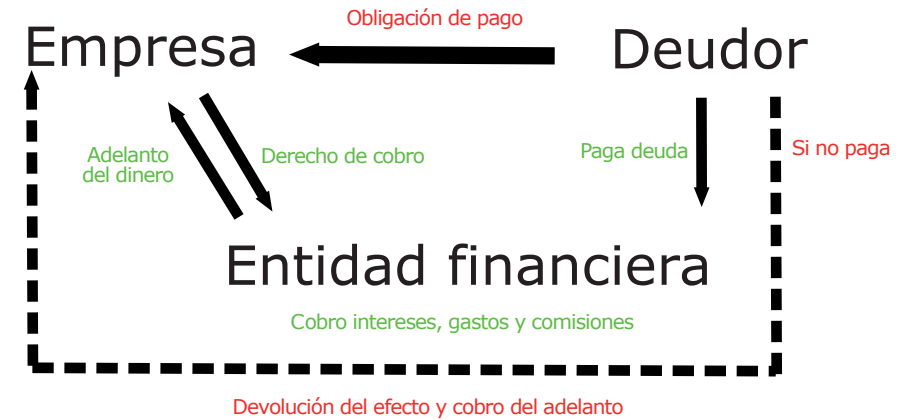 Obligación de pago
Empresa
Deudor
Adelanto
del dinero
Derecho de cobro
Paga deuda
Si no paga
Entidad financiera
Cobro intereses, gastos y comisiones
Devolución del efecto y cobro del adelanto